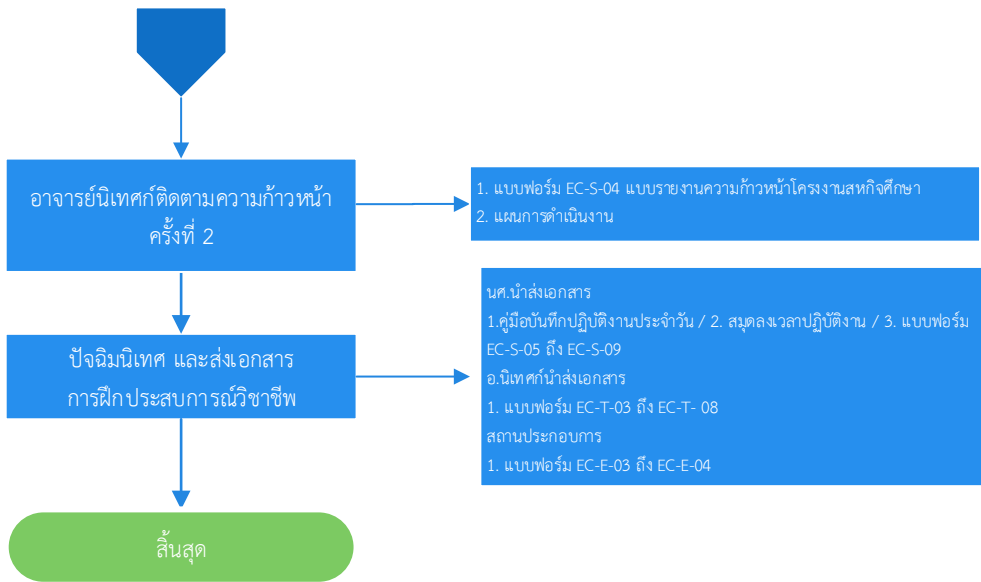 อาจารย์นิเทศก์ติดตามความก้าวหน้า
ครั้งที่ 2
1. แบบฟอร์ม EC-S-04 แบบรายงานความก้าวหน้าโครงงานสหกิจศึกษา
2. แผนการดำเนินงาน
ปัจฉิมนิเทศ และส่งเอกสาร
การฝึกประสบการณ์วิชาชีพ
นศ.นำส่งเอกสาร
1.คู่มือบันทึกปฏิบัติงานประจำวัน / 2. สมุดลงเวลาปฏิบัติงาน / 3. แบบฟอร์ม
EC-S-05 ถึง EC-S-09
อ.นิเทศก์นำส่งเอกสาร
1. แบบฟอร์ม EC-T-03 ถึง EC-T- 08
สถานประกอบการ
1. แบบฟอร์ม EC-E-03 ถึง EC-E-04
สิ้นสุด